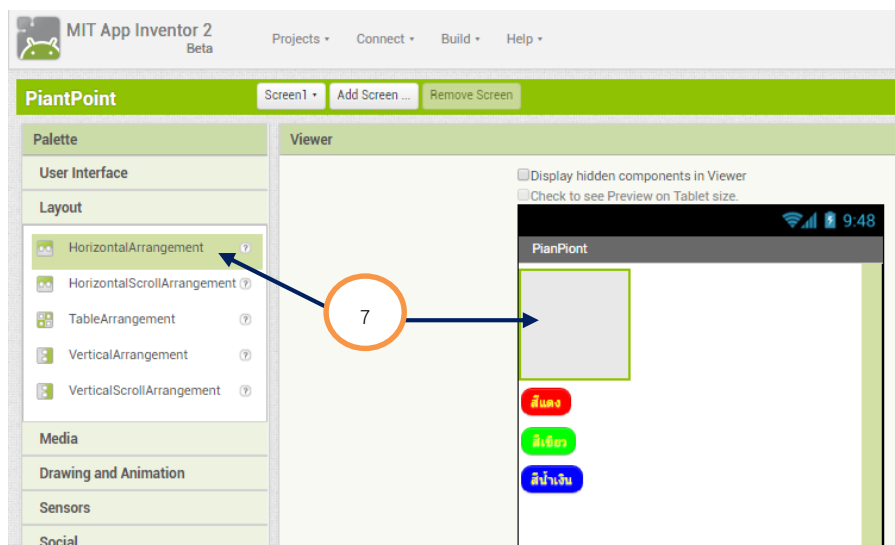 MIT App Inventor 2
Beta
Projects
Connect
Build
Help
PiantPoint
Screen1
Add Screen ...
Remove Screen
Palette
Viewer
User Interface
Layout
HorizontalArrangement
HorizontalScrollArrangement
TableArrangement
VerticalArrangement
VerticalScrollArrangement
Media
Drawing and Animation
Sensors
Social
Display hidden components in Viewer
Check to see Preview on Tablet size.
9:48
PianPiont
7
สีแดง
สีเขียว
สีน้ำเงิน